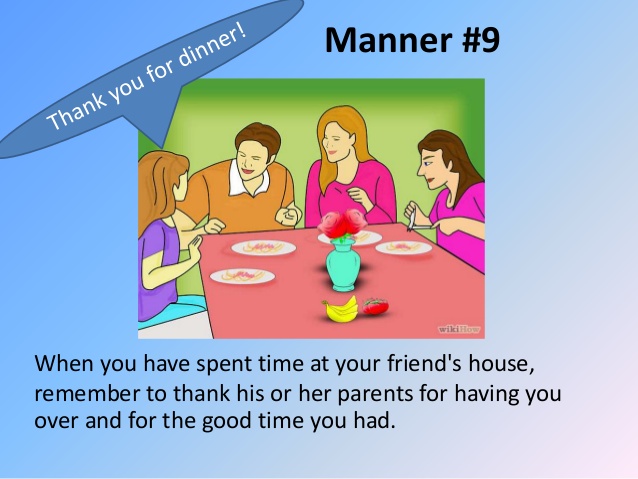 Manner #9
Thank you for dinner!
wikiHow
When you have spent time at your friend's house,
remember to thank his or her parents for having you
over and for the good time you had.